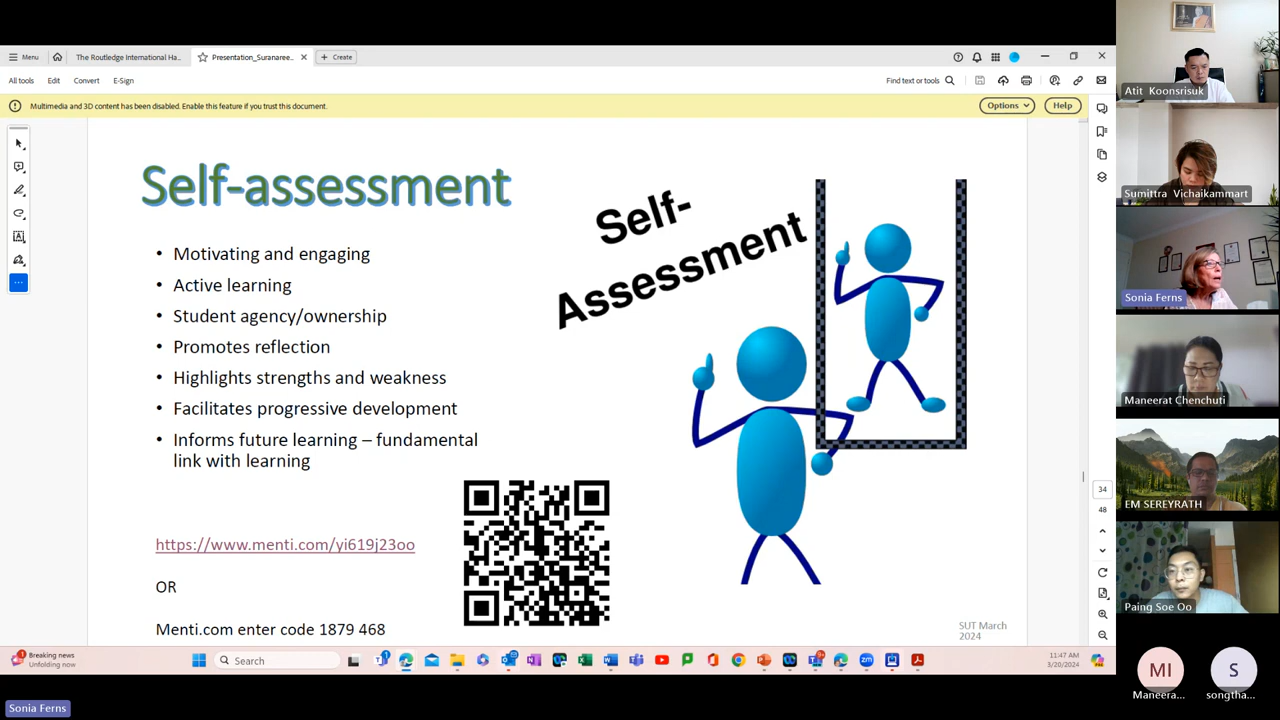 Menu
The Routledge International Ha...
Presentation_Suranaree...
Create
All tools
Edit
Convert
E-Sign
Find text or tools
Multimedia and 3D content has been disabled. Enable this feature if you trust this document.
Options
Help
Self-assessment
• Motivating and engaging
• Active learning
• Student agency/ownership
• Promotes reflection
• Highlights strengths and weakness
• Facilitates progressive development
• Informs future learning – fundamental
link with learning
https://www.menti.com/yi619j23oo
OR
Menti.com enter code 1879 468
Self-
Assessment
SUT March
2024
34
48
Breaking news
Unfolding now
Search
11:47 AM
3/20/2024
Sonia Ferns
Atit Koonsrisuk
Sumittra Vichaikammart
Sonia Ferns
Maneerat Chenchuti
EM SEREYRATH
Paing Soe Oo
MI
Maneera...
S
songtha...